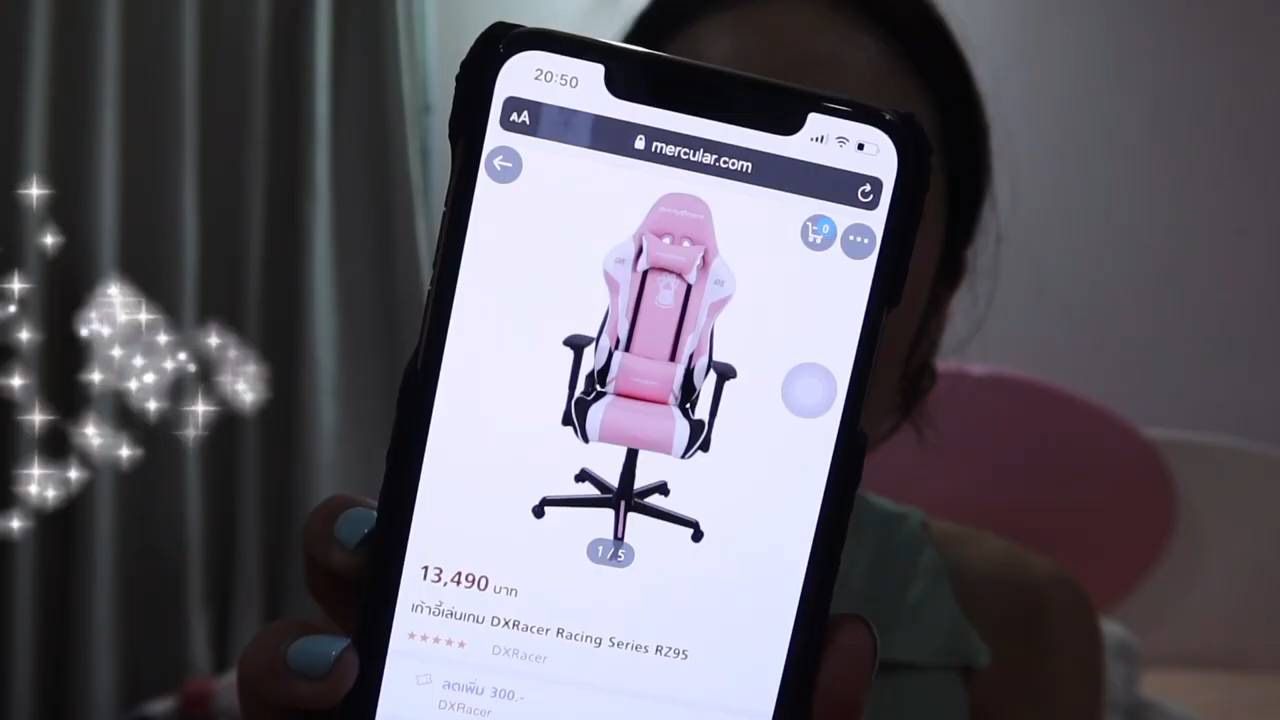 20:50
AA
mercular.com
0
1/5
13,490 บาท
เก้าอี้เล่นเกม DXRacer Racing Series RZ95
DXRacer
ลดเพิ่ม 300.-
DXRacer